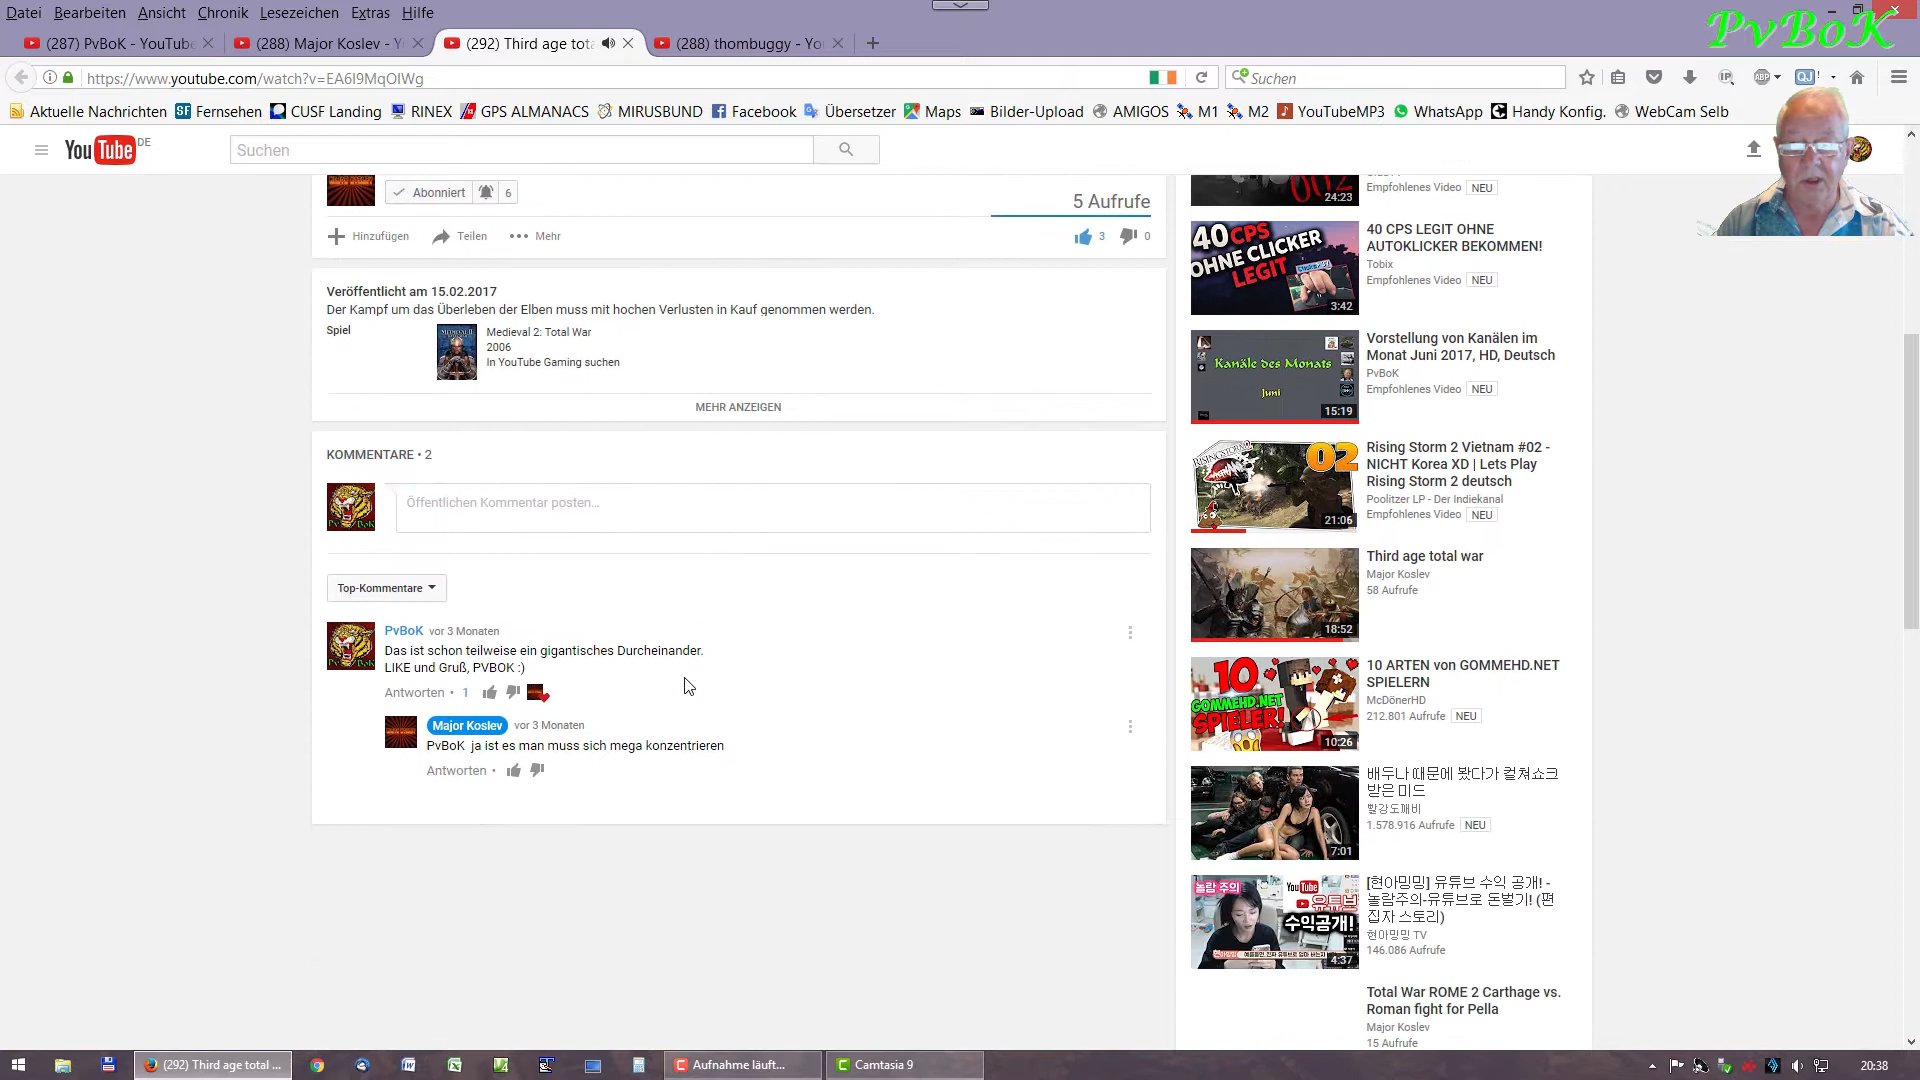 Datei Bearbeiten Ansicht Chronik Lesezeichen Extras Hilfe
PvBoK
(287) PvBoK - YouTube
(288) Major Koslev - Y
(292) Third age tot
(288) thombuggy - Yo
https://www.youtube.com/watch?v=EA6I9MqOIWg
Suchen
Aktuelle Nachrichten Fernsehen CUSF Landing RINEX GPS ALMANACS MIRUSBUND Facebook Übersetzer Maps Bilder-Upload AMIGOS M1 M2 YouTubeMP3 WhatsApp Handy Konfig. WebCam Selb
YouTube DE
Suchen
Abonniert 6
5 Aufrufe
Hinzufügen Teilen Mehr
3 0
Veröffentlicht am 15.02.2017
Der Kampf um das Überleben der Elben muss mit hohen Verlusten in Kauf genommen werden.
Spiel
Medieval 2: Total War
2006
In YouTube Gaming suchen
MEHR ANZEIGEN
KOMMENTARE • 2
Öffentlichen Kommentar posten...
Top-Kommentare
PvBoK vor 3 Monaten
Das ist schon teilweise ein gigantisches Durcheinander.
LIKE und Gruß, PVBOK :)
Antworten • 1
Major Koslev vor 3 Monaten
PvBoK ja ist es man muss sich mega konzentrieren
Antworten •
002
24:23
Empfohlenes Video NEU
40 CPS
OHNE CLICKER
LEGIT
3:42
40 CPS LEGIT OHNE
AUTOKLICKER BEKOMMEN!
Tobix
Empfohlenes Video NEU
Kanäle des Monats
Juni
15:19
Vorstellung von Kanälen im
Monat Juni 2017, HD, Deutsch
PvBoK
Empfohlenes Video NEU
RISING STORM 2
02
21:06
Rising Storm 2 Vietnam #02 -
NICHT Korea XD | Lets Play
Rising Storm 2 deutsch
Poolitzer LP - Der Indiekanal
Empfohlenes Video NEU
18:52
Third age total war
Major Koslev
58 Aufrufe
10
GOMMEHD.NET
SPIELER!
10:26
10 ARTEN von GOMMEHD.NET
SPIELERN
McDönerHD
212.801 Aufrufe NEU
7:01
배두나 때문에 봤다가 컬쳐쇼크
받은 미드
빨강도깨비
1.578.916 Aufrufe NEU
놀람 주의
YouTube
유튜브
수익공개!
4:37
[현아밍밍] 유튜브 수익 공개! -
놀람주의-유튜브로 돈벌기! (편
집자 스토리)
현아밍밍 TV
146.086 Aufrufe
Total War ROME 2 Carthage vs.
Roman fight for Pella
Major Koslev
15 Aufrufe
(292) Third age total ...
Aufnahme läuft...
Camtasia 9
20:38